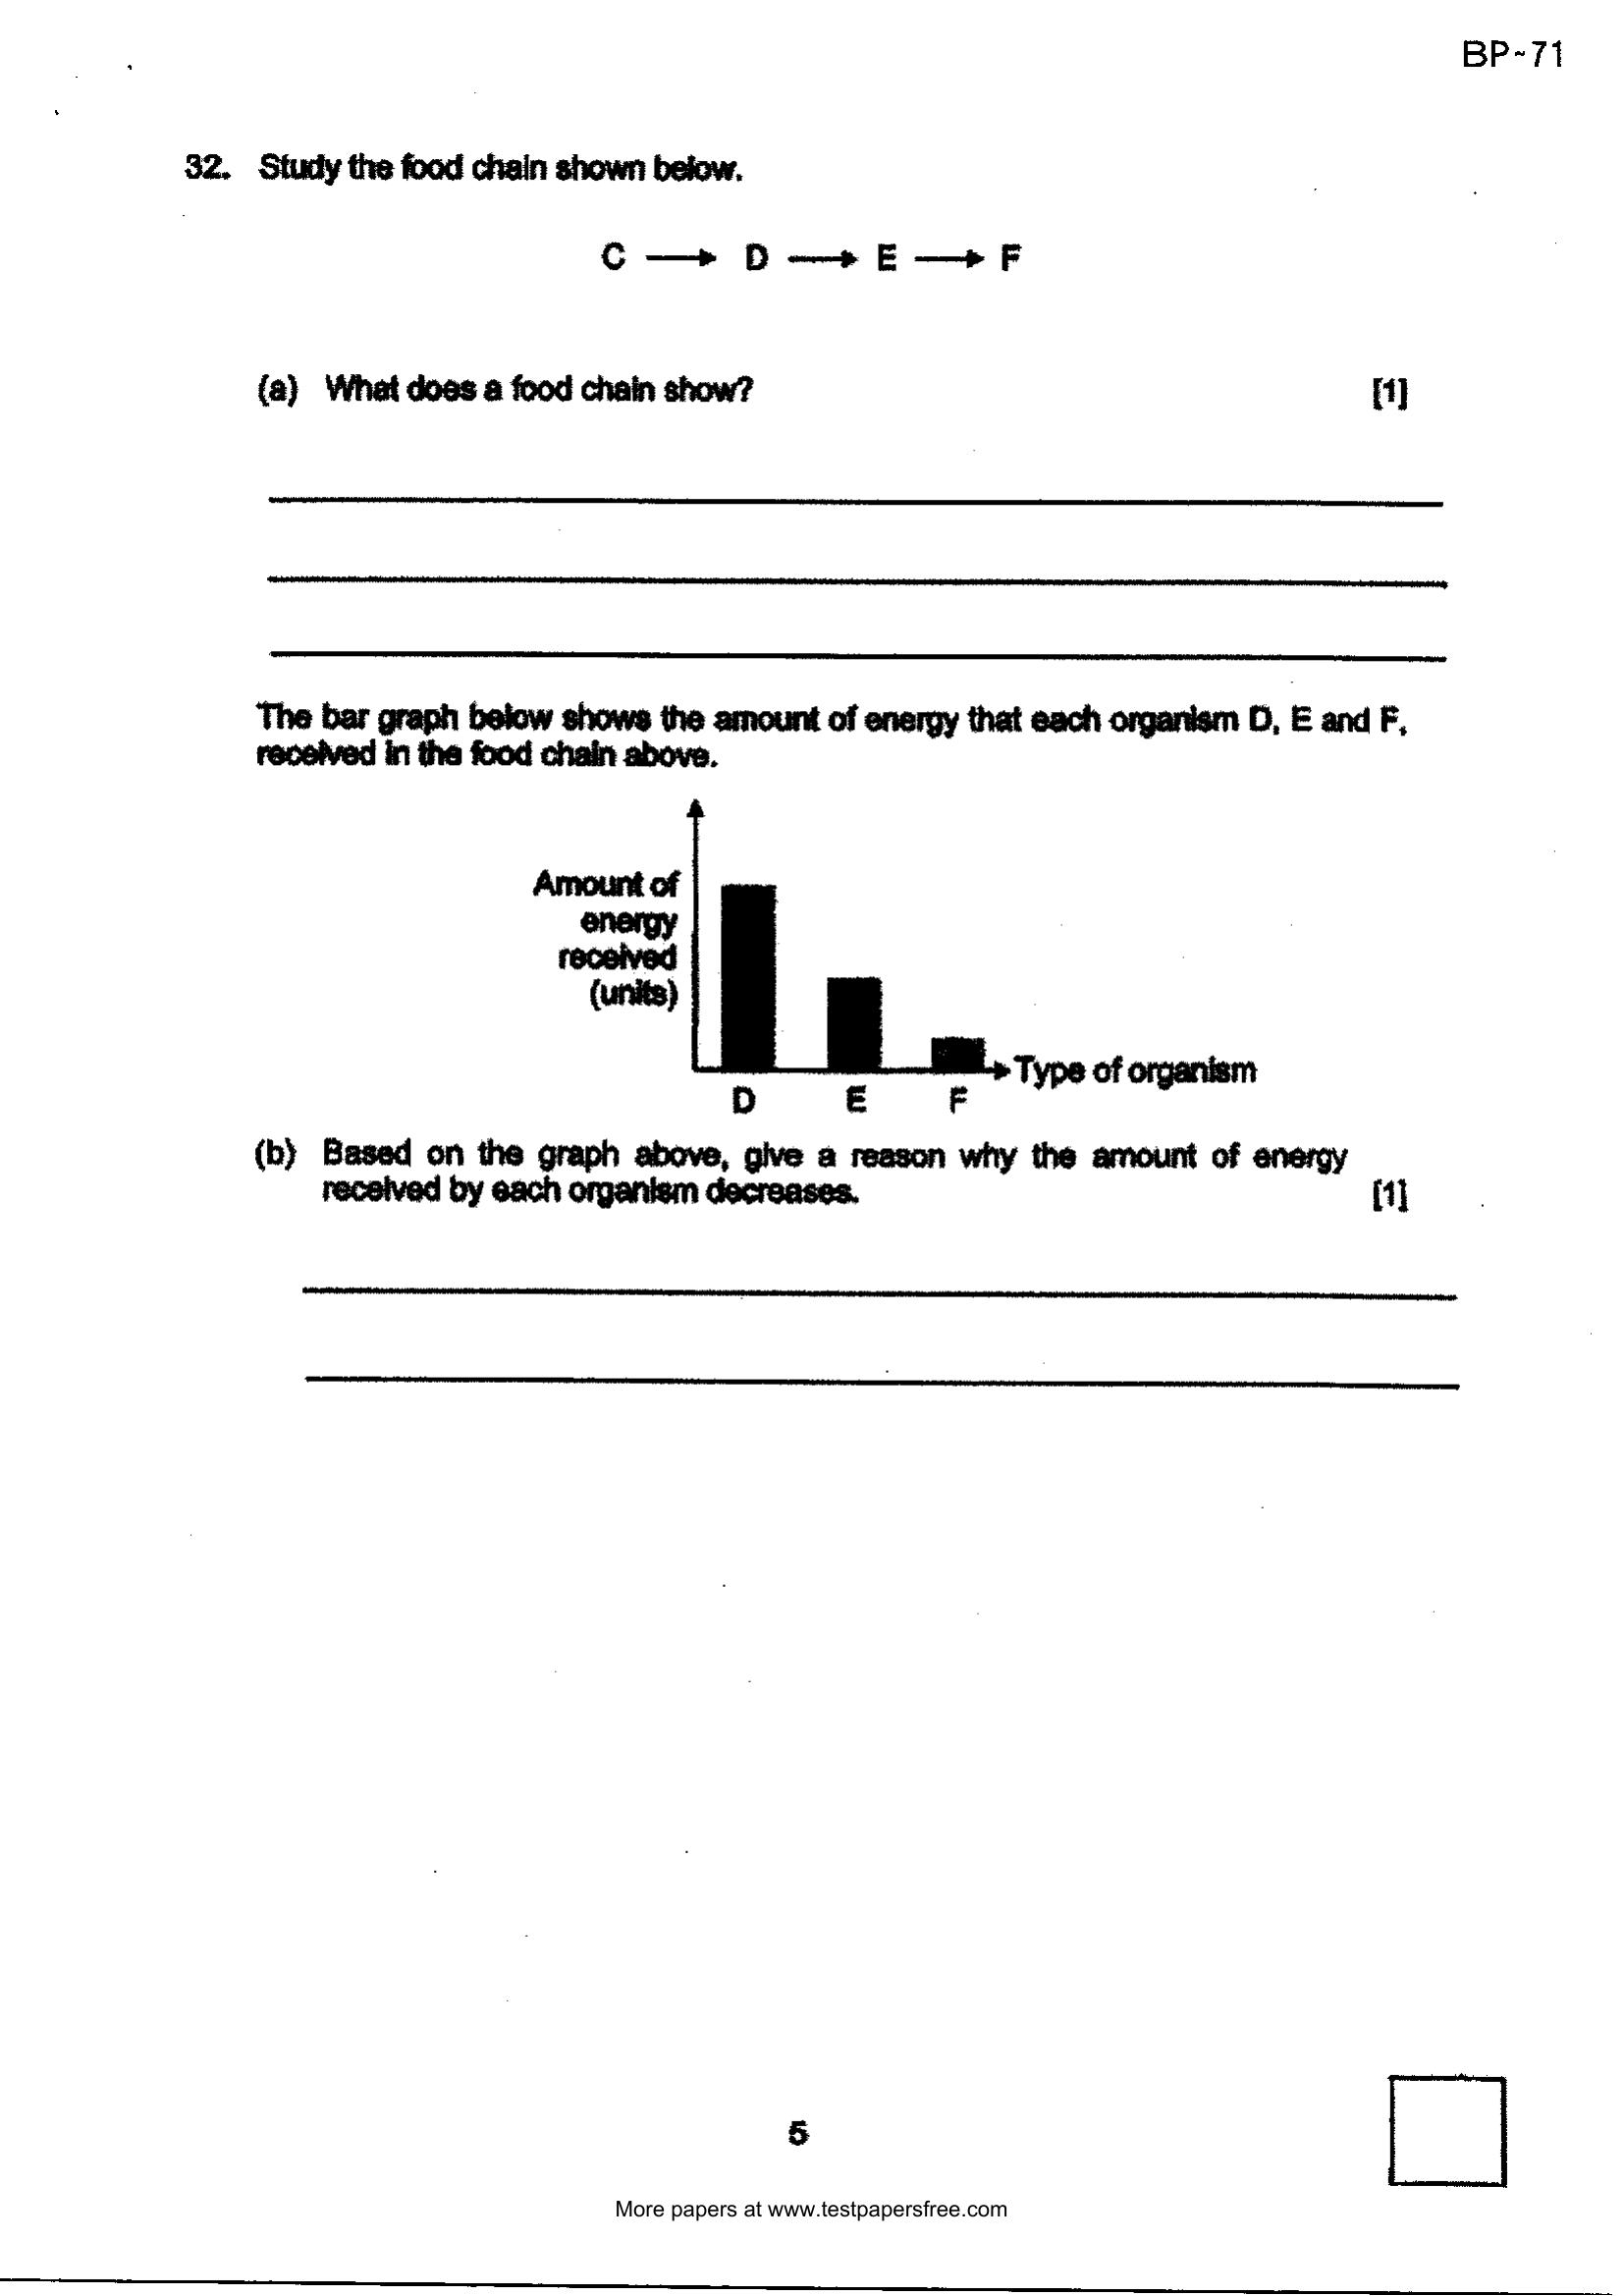 BP-71
32. Study the food chain shown below.
C → D → E → F
(a) What does a food chain show? [1]
The bar graph below shows the amount of energy that each organism D, E and F,
received in the food chain above.
Amount of
energy
received
(units)
Type of organism
D E F
(b) Based on the graph above, give a reason why the amount of energy
received by each organism decreases. [1]
5
More papers at www.testpapersfree.com